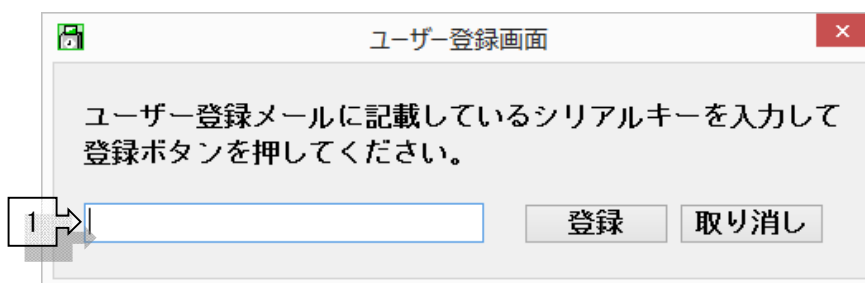 ユーザー登録画面
ユーザー登録メールに記載しているシリアルキーを入力して
登録ボタンを押してください。
1
登録
取り消し